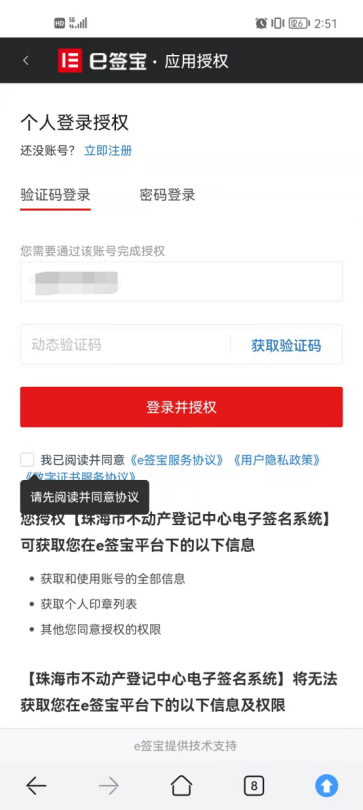 HD 5G 26 2:51
e签宝·应用授权
个人登录授权
还没账号？ 立即注册
验证码登录 密码登录
您需要通过该账号完成授权
动态验证码 获取验证码
登录并授权
我已阅读并同意《e签宝服务协议》《用户隐私政策》
《数字证书服务协议》
请先阅读并同意协议
您授权【珠海市不动产登记中心电子签名系统】
可获取您在e签宝平台下的以下信息
• 获取和使用账号的全部信息
• 获取个人印章列表
• 其他您同意授权的权限
【珠海市不动产登记中心电子签名系统】将无法
获取您在e签宝平台下的以下信息及权限
e签宝提供技术支持
8